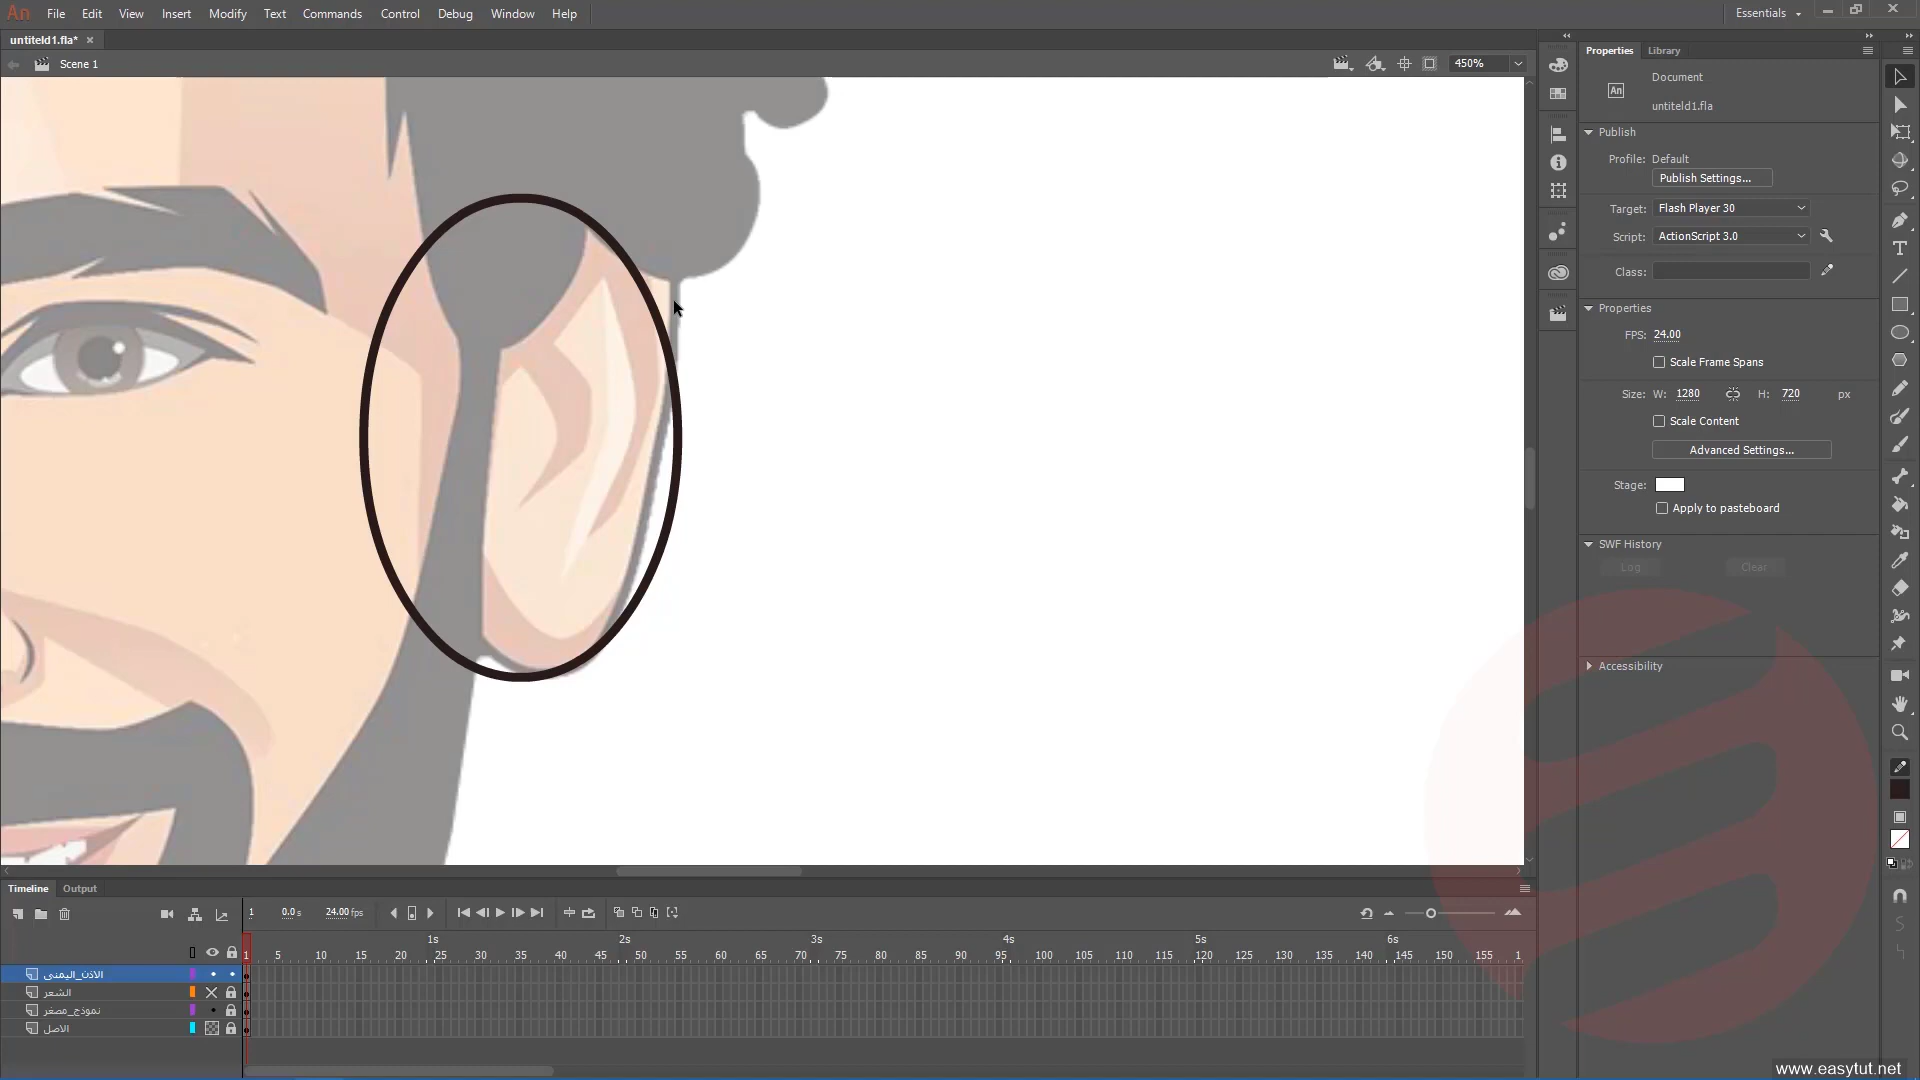 An File Edit View Insert Modify Text Commands Control Debug Window Help Essentials
untiteld1.fla*
Scene 1 450%
Properties Library
Document
untiteld1.fla
Publish
Profile: Default
Publish Settings...
Target: Flash Player 30
Script: ActionScript 3.0
Class:
Properties
FPS: 24.00
Scale Frame Spans
Size: W: 1280 H: 720 px
Scale Content
Advanced Settings...
Stage:
Apply to pasteboard
SWF History
Log Clear
Accessibility
Timeline Output
1 0.0 s 24.00 fps
1s 2s 3s 4s 5s 6s
1 5 10 15 20 25 30 35 40 45 50 55 60 65 70 75 80 85 90 95 100 105 110 115 120 125 130 135 140 145 150 155 1
الاذن_اليمنى
الشعر
نموذج_مصغر
الاصل
www.easytut.net